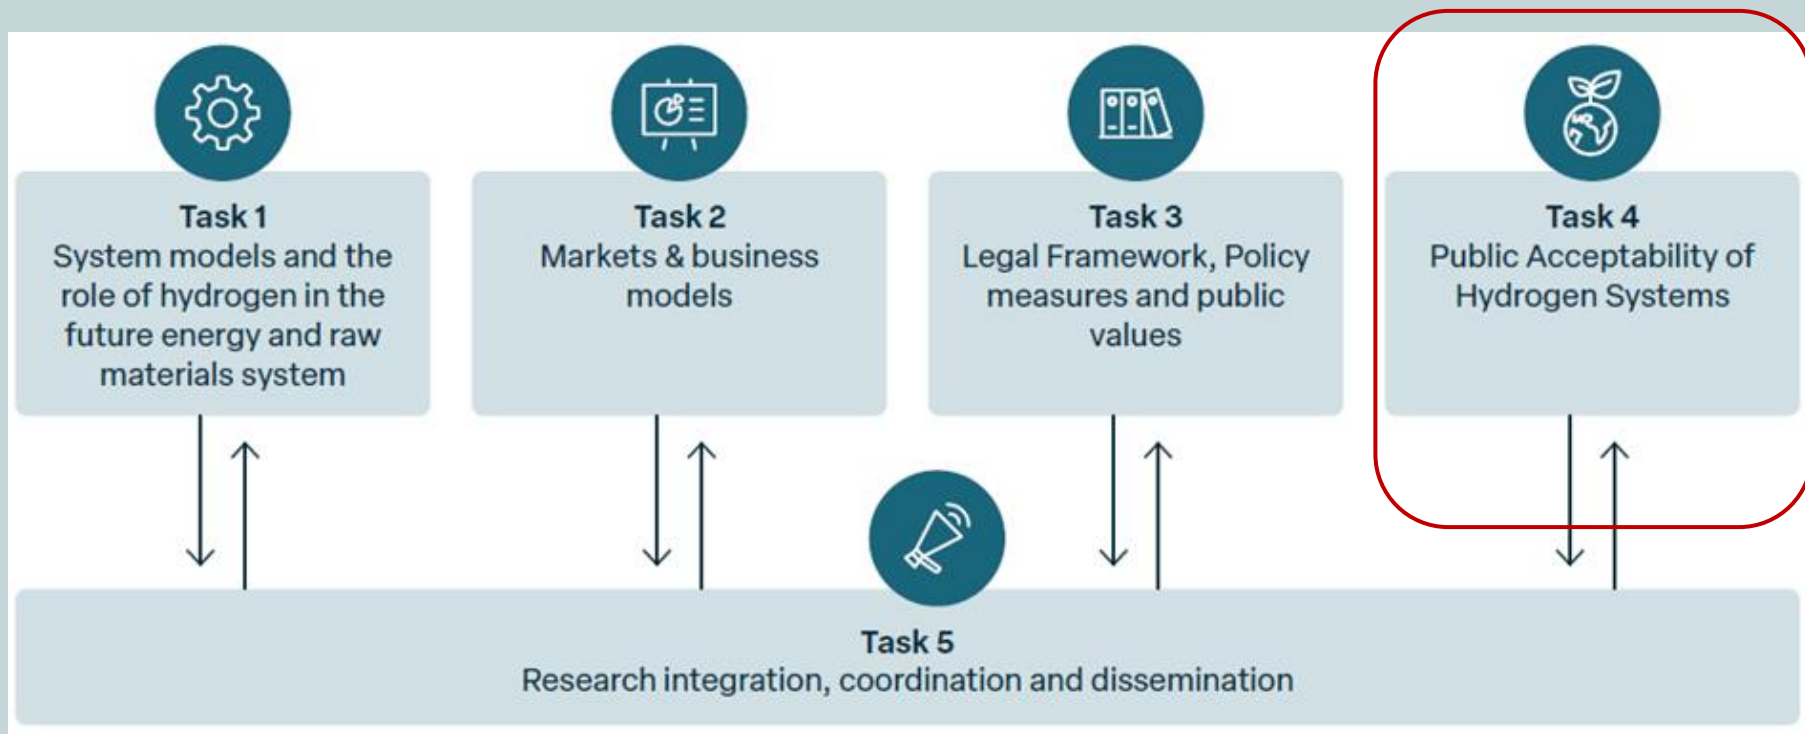 Task 1
System models and the
role of hydrogen in the
future energy and raw
materials system
Task 2
Markets & business
models
Task 3
Legal Framework, Policy
measures and public
values
Task 4
Public Acceptability of
Hydrogen Systems
Task 5
Research integration, coordination and dissemination